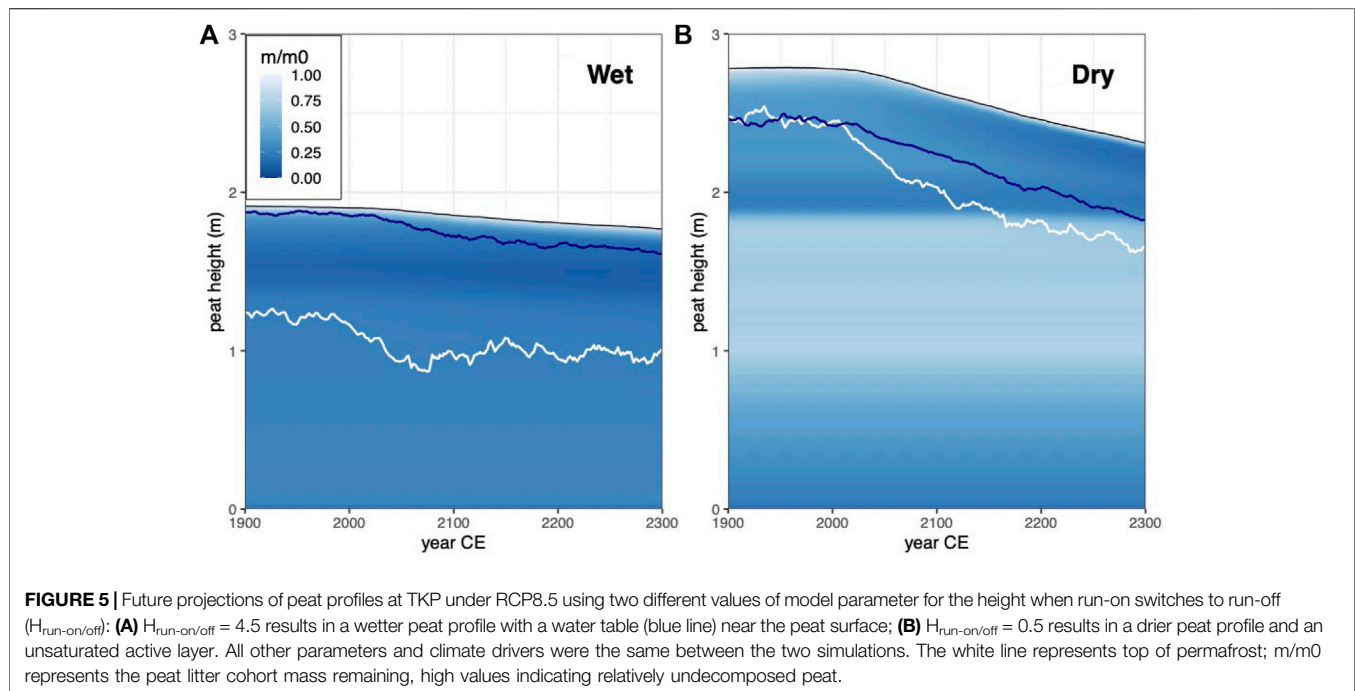 A
B
3
3
m/m0
1.00
0.75
0.50
0.25
0.00
Wet
Dry
2
2
peat height (m)
peat height (m)
1
1
0
0
1900 2000 2100 2200 2300
1900 2000 2100 2200 2300
year CE
year CE
FIGURE 5 | Future projections of peat profiles at TKP under RCP8.5 using two different values of model parameter for the height when run-on switches to run-off
(Hrun-on/off): (A) Hrun-on/off = 4.5 results in a wetter peat profile with a water table (blue line) near the peat surface; (B) Hrun-on/off = 0.5 results in a drier peat profile and an
unsaturated active layer. All other parameters and climate drivers were the same between the two simulations. The white line represents top of permafrost; m/m0
represents the peat litter cohort mass remaining, high values indicating relatively undecomposed peat.